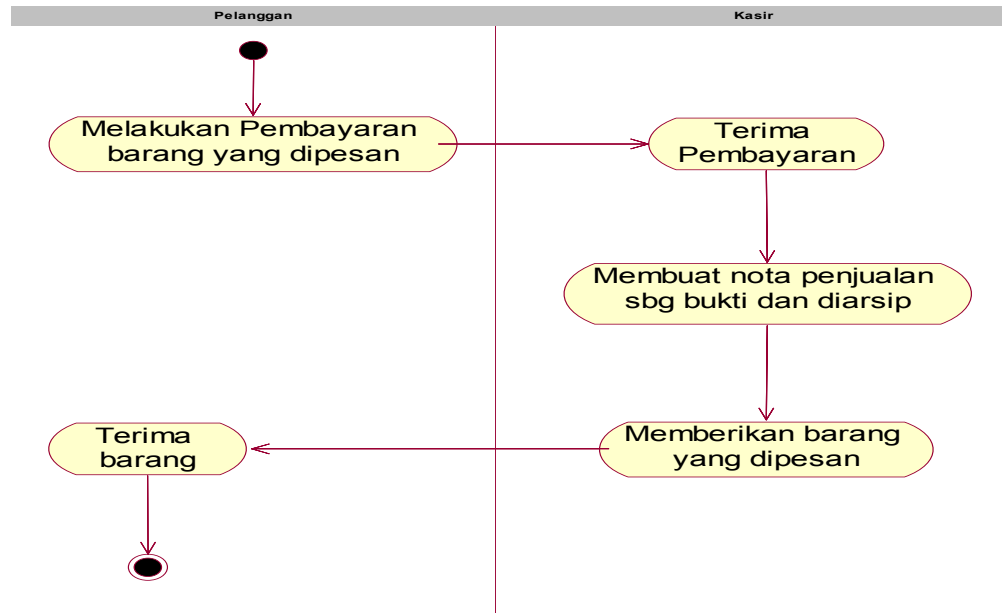 Pelanggan
Kasir
Melakukan Pembayaran
barang yang dipesan
Terima
Pembayaran
Membuat nota penjualan
sbg bukti dan diarsip
Memberikan barang
yang dipesan
Terima
barang